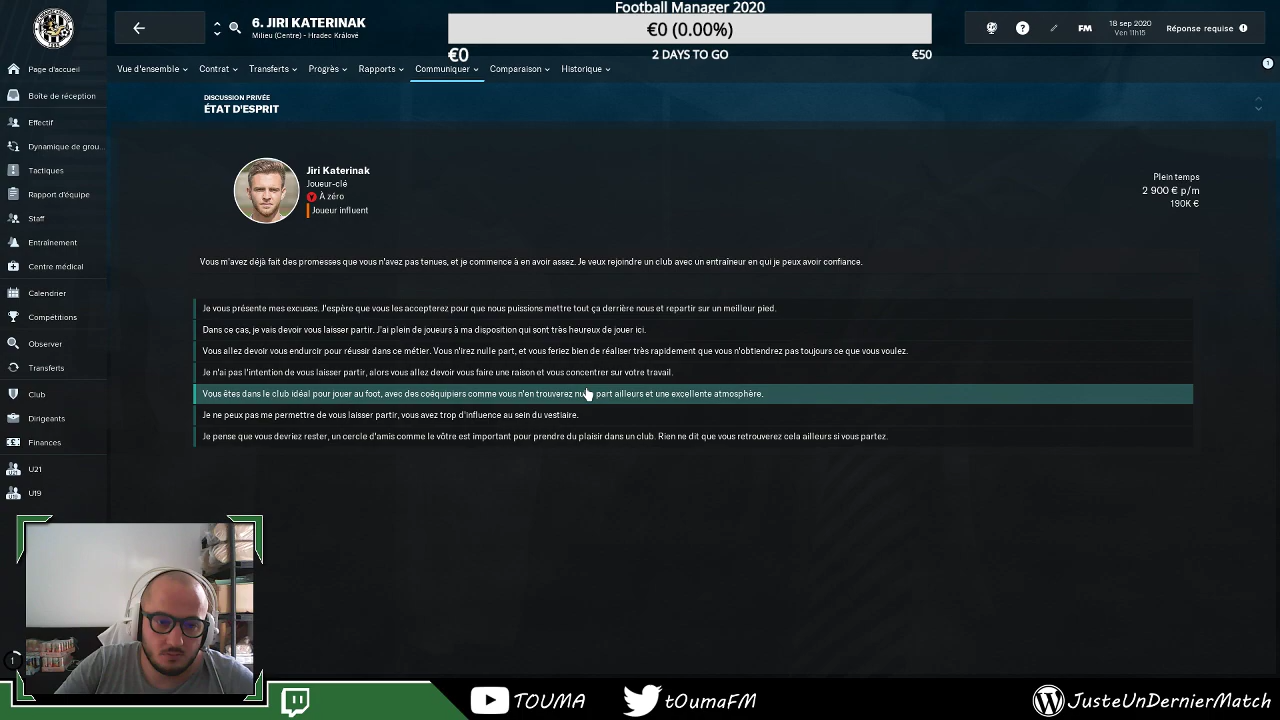 Football Manager 2020
6. JIRI KATERINAK
Milieu (Centre) - Hradec Králové
€0 (0.00%)
€0
2 DAYS TO GO
€50
FM
18 sep 2020
Ven 11h15
Réponse requise
Vue d'ensemble
Contrat
Transferts
Progrès
Rapports
Communiquer
Comparaison
Historique
1
Page d'accueil
Boîte de réception
Effectif
Dynamique de grou...
Tactiques
Rapport d'équipe
Staff
Entraînement
Centre médical
Calendrier
Compétitions
Observer
Transferts
Club
Dirigeants
Finances
U21
U19
DISCUSSION PRIVÉE
ÉTAT D'ESPRIT
Jiri Katerinak
Joueur-clé
À zéro
Joueur influent
Plein temps
2 900 € p/m
190K €
Vous m'avez déjà fait des promesses que vous n'avez pas tenues, et je commence à en avoir assez. Je veux rejoindre un club avec un entraîneur en qui je peux avoir confiance.
Je vous présente mes excuses. J'espère que vous les accepterez pour que nous puissions mettre tout ça derrière nous et repartir sur un meilleur pied.
Dans ce cas, je vais devoir vous laisser partir. J'ai plein de joueurs à ma disposition qui sont très heureux de jouer ici.
Vous allez devoir vous endurcir pour réussir dans ce métier. Vous n'irez nulle part, et vous feriez bien de réaliser très rapidement que vous n'obtiendrez pas toujours ce que vous voulez.
Je n'ai pas l'intention de vous laisser partir, alors vous allez devoir vous faire une raison et vous concentrer sur votre travail.
Vous êtes dans le club idéal pour jouer au foot, avec des coéquipiers comme vous n'en trouverez part ailleurs et une excellente atmosphère.
Je ne peux pas me permettre de vous laisser partir, vous avez trop d'influence au sein du vestiaire.
Je pense que vous devriez rester, un cercle d'amis comme le vôtre est important pour prendre du plaisir dans un club. Rien ne dit que vous retrouverez cela ailleurs si vous partez.
1
TOUMA
tOumaFM
JusteUnDernierMatch